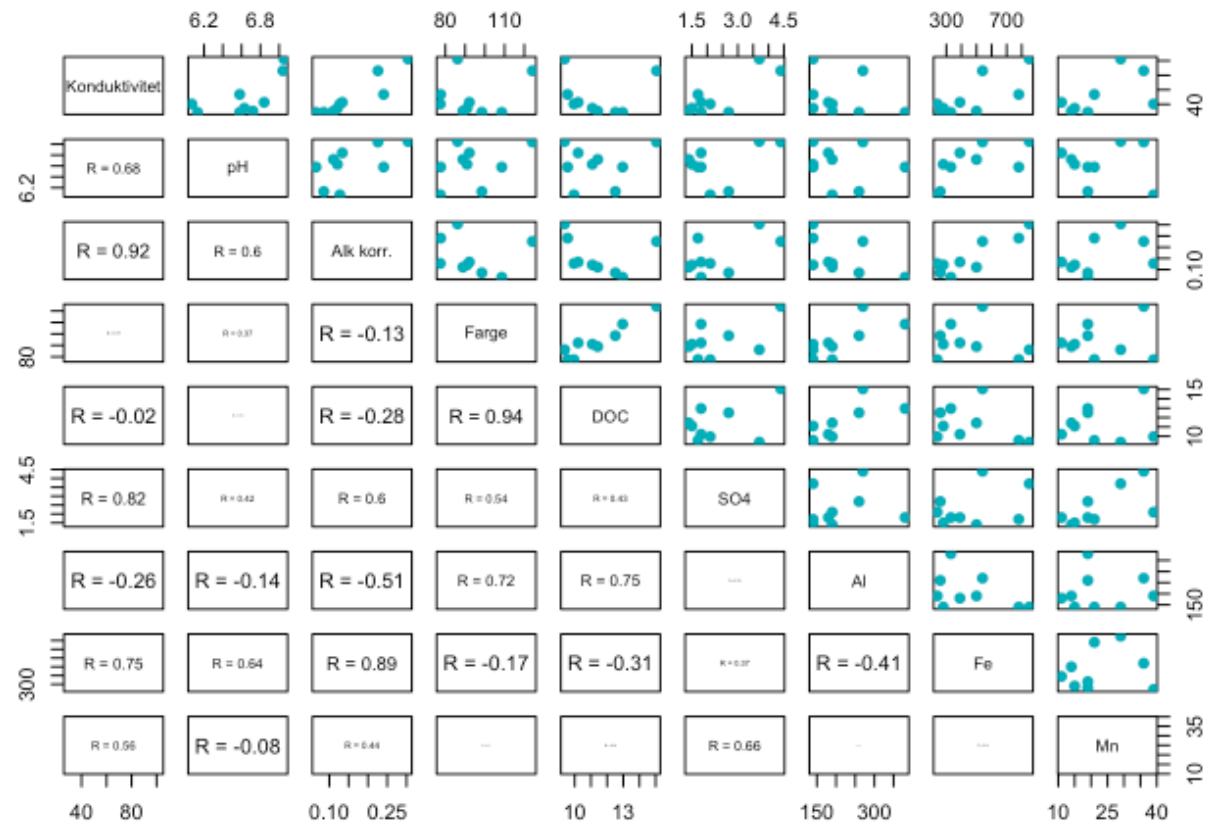 6.2 6.8 80 110 1.5 3.0 4.5 300 700
Konduktivitet 40
6.2 R = 0.68 pH
R = 0.92 R = 0.6 Alk korr. 0.10
80 R = 0.37 R = -0.13 Farge
R = -0.02 R = -0.28 R = 0.94 DOC 10 15
1.5 4.5 R = 0.82 R = 0.42 R = 0.6 R = 0.54 R = 0.43 SO4
R = -0.26 R = -0.14 R = -0.51 R = 0.72 R = 0.75 Al 150
300 R = 0.75 R = 0.64 R = 0.89 R = -0.17 R = -0.31 R = 0.37 R = -0.41 Fe
R = 0.56 R = -0.08 R = 0.44 R = 0.66 Mn 10 35
40 80 0.10 0.25 10 13 150 300 10 25 40